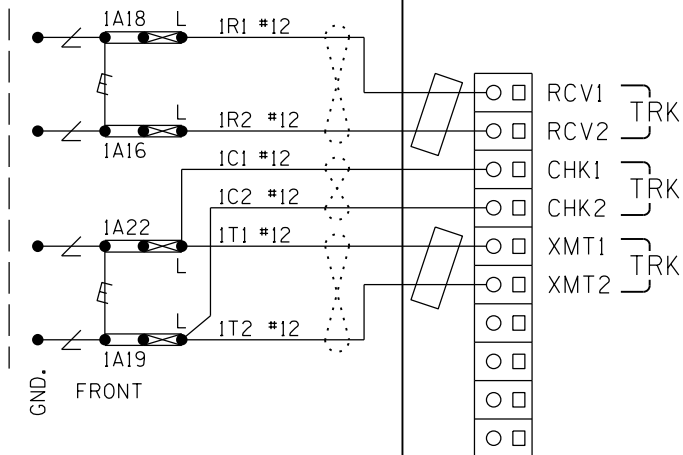 1A18 L 1R1 #12
RCV1
TRK
E
L 1R2 #12
RCV2
1A16
1C1 #12
CHK1
TRK
1C2 #12
CHK2
1A22 1T1 #12
XMT1
L
TRK
E
XMT2
L 1T2 #12
1A19
GND.
FRONT